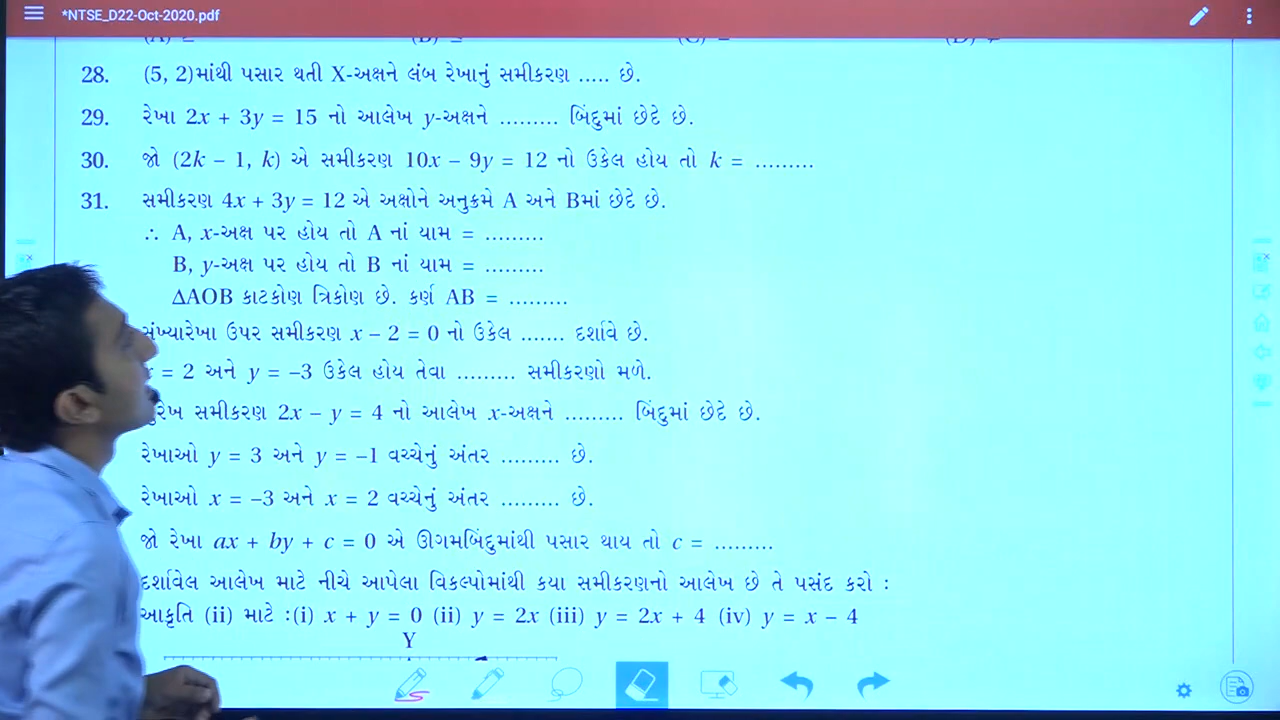 *NTSE_D22-Oct-2020.pdf
28. (5, 2)માંથી પસાર થતી X-અક્ષને લંબ રેખાનું સમીકરણ ..... છે.
29. રેખા 2x + 3y = 15 નો આલેખ y-અક્ષને ......... બિંદુમાં છેદે છે.
30. જો (2k – 1, k) એ સમીકરણ 10x – 9y = 12 નો ઉકેલ હોય તો k = .........
31. સમીકરણ 4x + 3y = 12 એ અક્ષોને અનુક્રમે A અને Bમાં છેદે છે.
∴ A, x-અક્ષ પર હોય તો A નાં યામ = .........
B, y-અક્ષ પર હોય તો B નાં યામ = .........
ΔAOB કાટકોણ ત્રિકોણ છે. કર્ણ AB = .........
સંખ્યારેખા ઉપર સમીકરણ x – 2 = 0 નો ઉકેલ ....... દર્શાવે છે.
= 2 અને y = –3 ઉકેલ હોય તેવા ......... સમીકરણો મળે.
સમીકરણ 2x – y = 4 નો આલેખ x-અક્ષને ......... બિંદુમાં છેદે છે.
રેખાઓ y = 3 અને y = –1 વચ્ચેનું અંતર ......... છે.
રેખાઓ x = –3 અને x = 2 વચ્ચેનું અંતર ......... છે.
જો રેખા ax + by + c = 0 એ ઊગમબિંદુમાંથી પસાર થાય તો c = .........
દર્શાવેલ આલેખ માટે નીચે આપેલા વિકલ્પોમાંથી કયા સમીકરણનો આલેખ છે તે પસંદ કરો :
આકૃતિ (ii) માટે :(i) x + y = 0 (ii) y = 2x (iii) y = 2x + 4 (iv) y = x – 4
Y